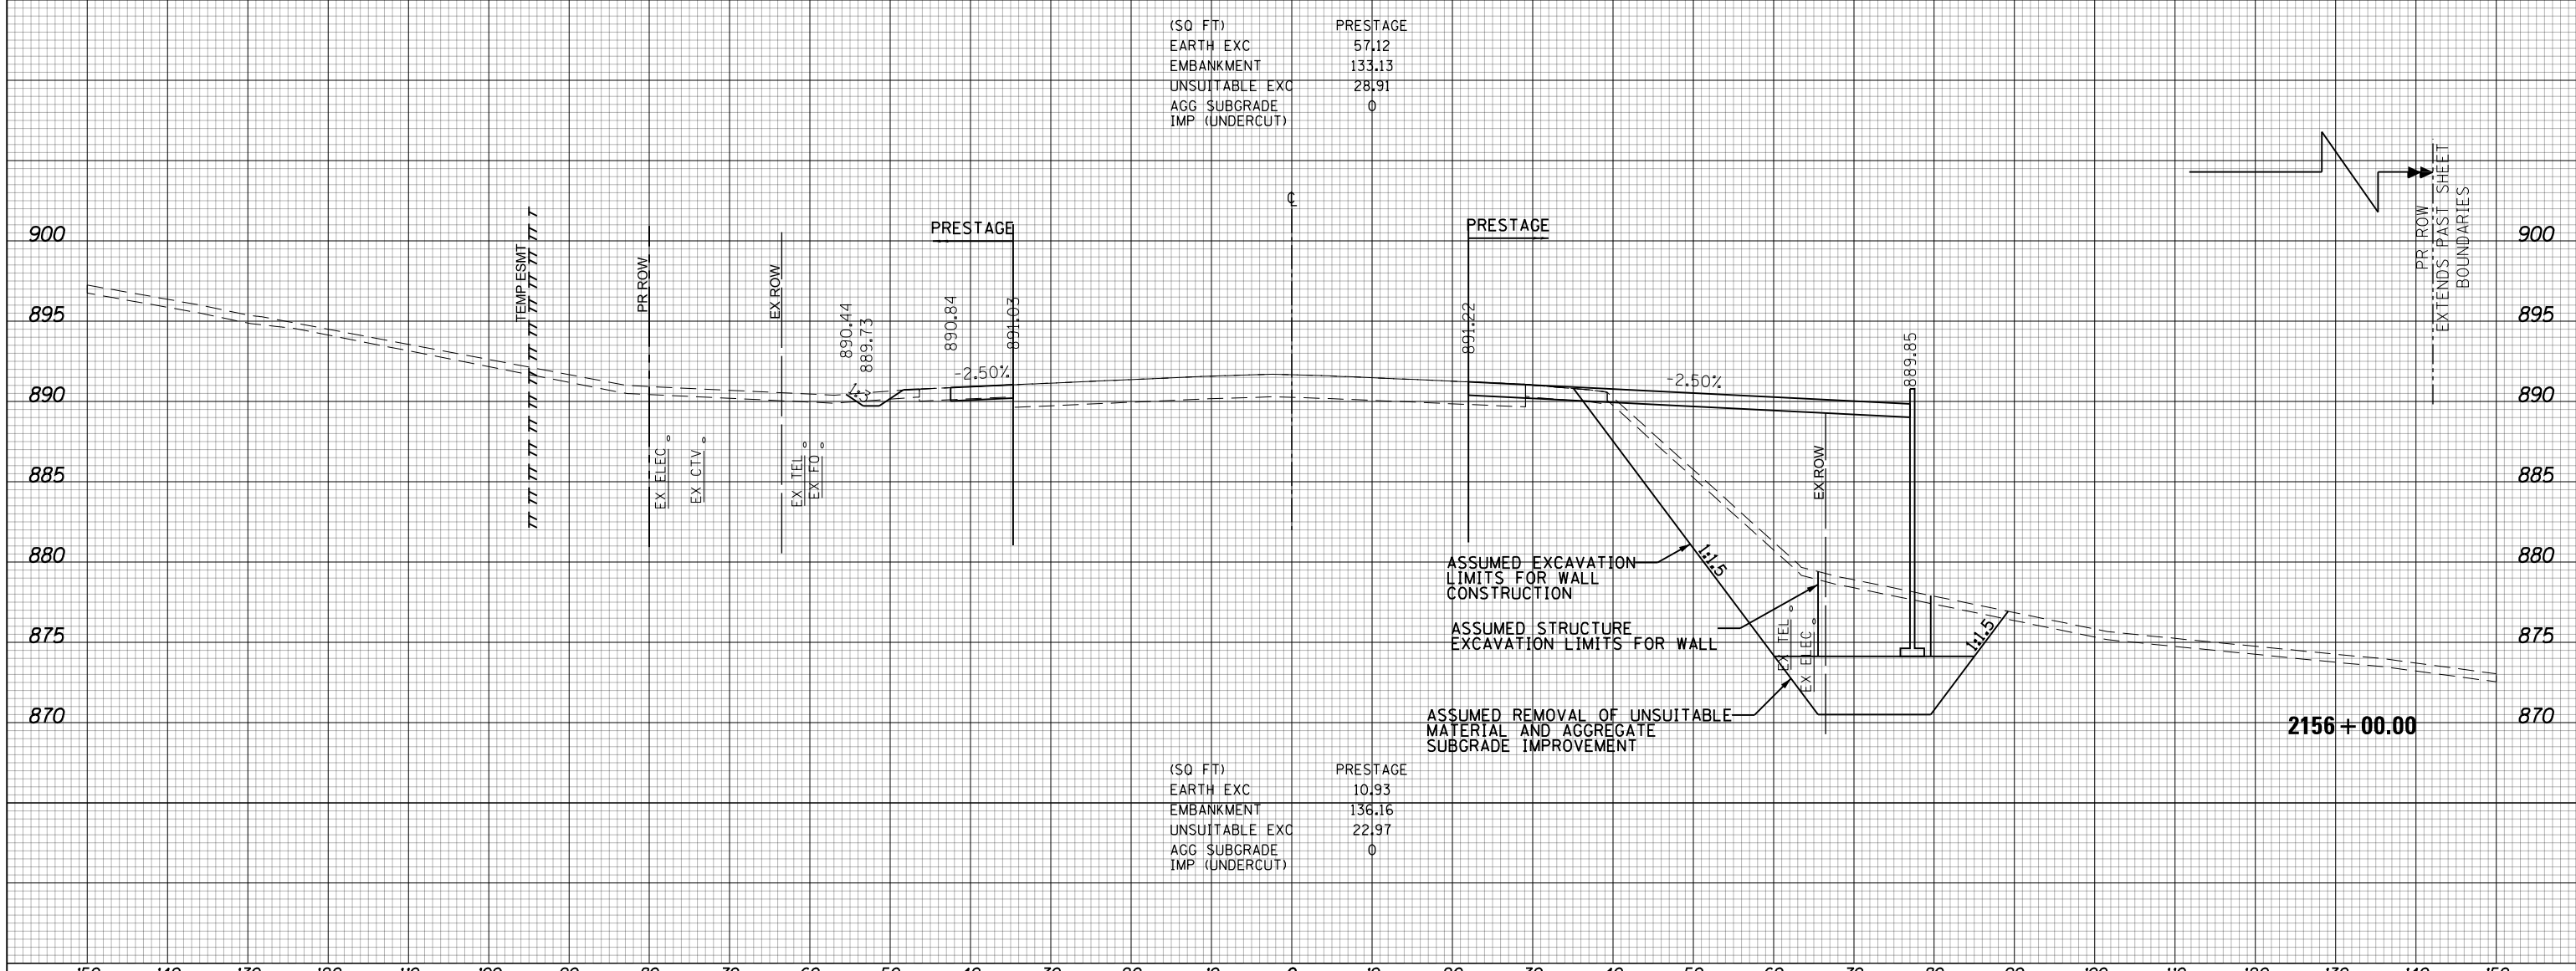 (SQ FT) PRESTAGE
EARTH EXC 57.12
EMBANKMENT 133.13
UNSUITABLE EXC 28.91
AGG SUBGRADE 0
IMP (UNDERCUT)
900
895
890
885
880
875
870
TEMP ESMT
PR ROW
EX ROW
890.44
889.73
890.84
PRESTAGE
891.03
1:3
-2.50%
EX ELEC
EX CTV
EX TEL
EX FO
℄
PRESTAGE
891.22
-2.50%
889.85
EX ROW
1:1.5
ASSUMED EXCAVATION
LIMITS FOR WALL
CONSTRUCTION
ASSUMED STRUCTURE
EXCAVATION LIMITS FOR WALL
EX TEL
EX ELEC
1:1.5
ASSUMED REMOVAL OF UNSUITABLE
MATERIAL AND AGGREGATE
SUBGRADE IMPROVEMENT
PR ROW
EXTENDS PAST SHEET
BOUNDARIES
900
895
890
885
880
875
870
2156+00.00
(SQ FT) PRESTAGE
EARTH EXC 10.93
EMBANKMENT 136.16
UNSUITABLE EXC 22.97
AGG SUBGRADE 0
IMP (UNDERCUT)